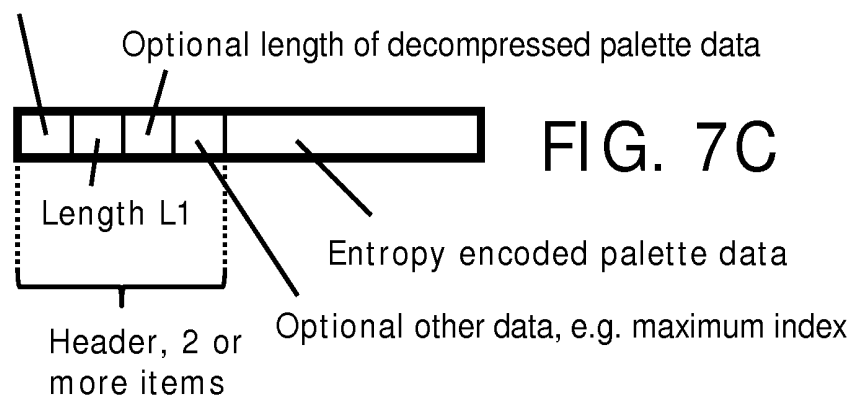 Optional length of decompressed palette data
FIG. 7C
Length L1
Entropy encoded palette data
Optional other data, e.g. maximum index
Header, 2 or
more items